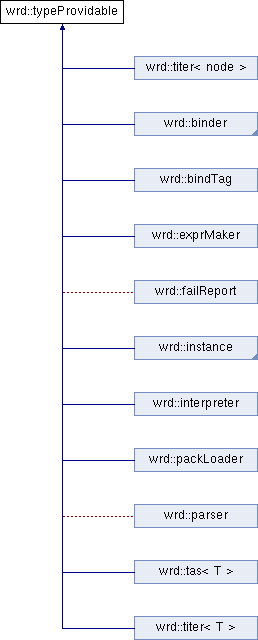 wrd::typeProvidable
wrd::titer< node >
wrd::binder
wrd::bindTag
wrd::exprMaker
wrd::failReport
wrd::instance
wrd::interpreter
wrd::packLoader
wrd::parser
wrd::tas< T >
wrd::titer< T >